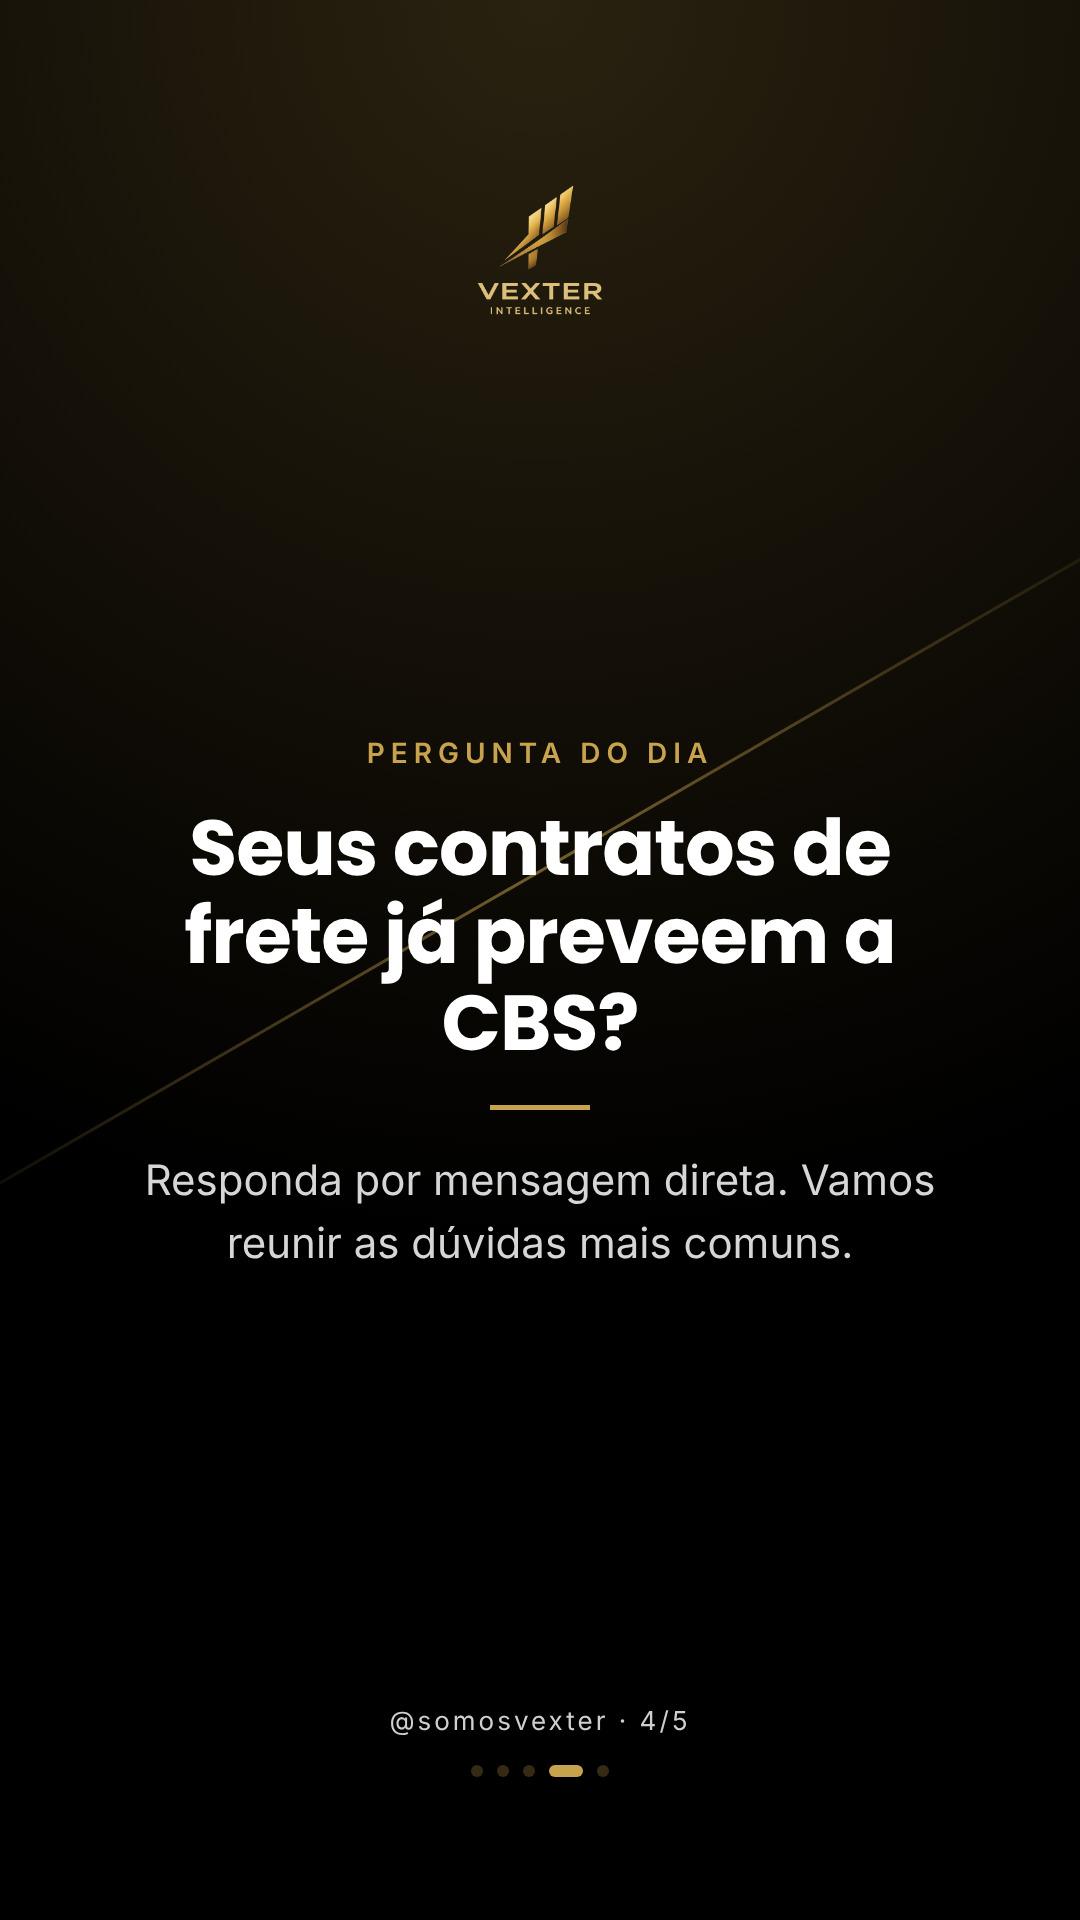 VEXTER
INTELLIGENCE
PERGUNTA DO DIA
Seus contratos de
frete já preveem a
CBS?
Responda por mensagem direta. Vamos
reunir as dúvidas mais comuns.
@somosvexter · 4/5